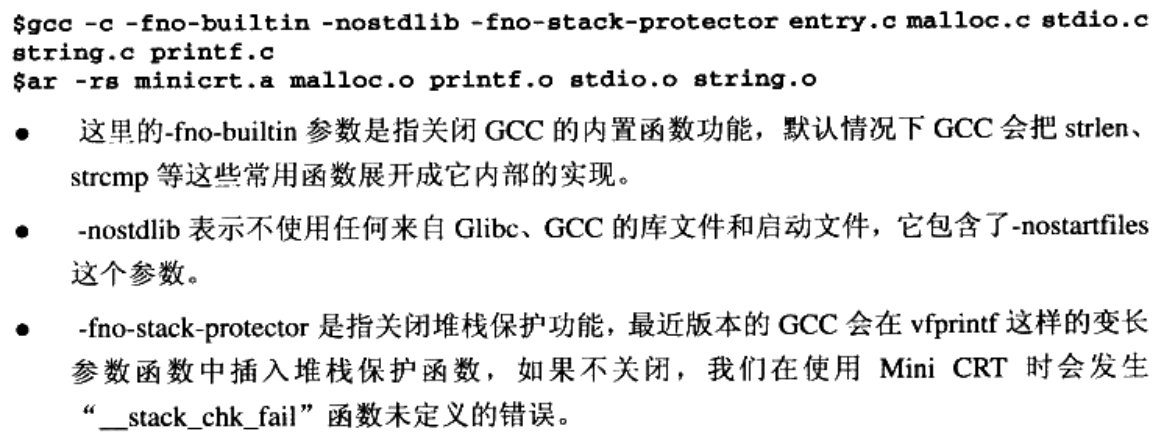 $gcc -c -fno-builtin -nostdlib -fno-stack-protector entry.c malloc.c stdio.c
string.c printf.c
$ar -rs minicrt.a malloc.o printf.o stdio.o string.o
● 这里的-fno-builtin 参数是指关闭 GCC 的内置函数功能，默认情况下 GCC 会把 strlen、
strcmp 等这些常用函数展开成它内部的实现。
● -nostdlib 表示不使用任何来自 Glibc、GCC 的库文件和启动文件，它包含了-nostartfiles
这个参数。
● -fno-stack-protector 是指关闭堆栈保护功能，最近版本的 GCC 会在 vfprintf 这样的变长
参数函数中插入堆栈保护函数，如果不关闭，我们在使用 Mini CRT 时会发生
“__stack_chk_fail”函数未定义的错误。